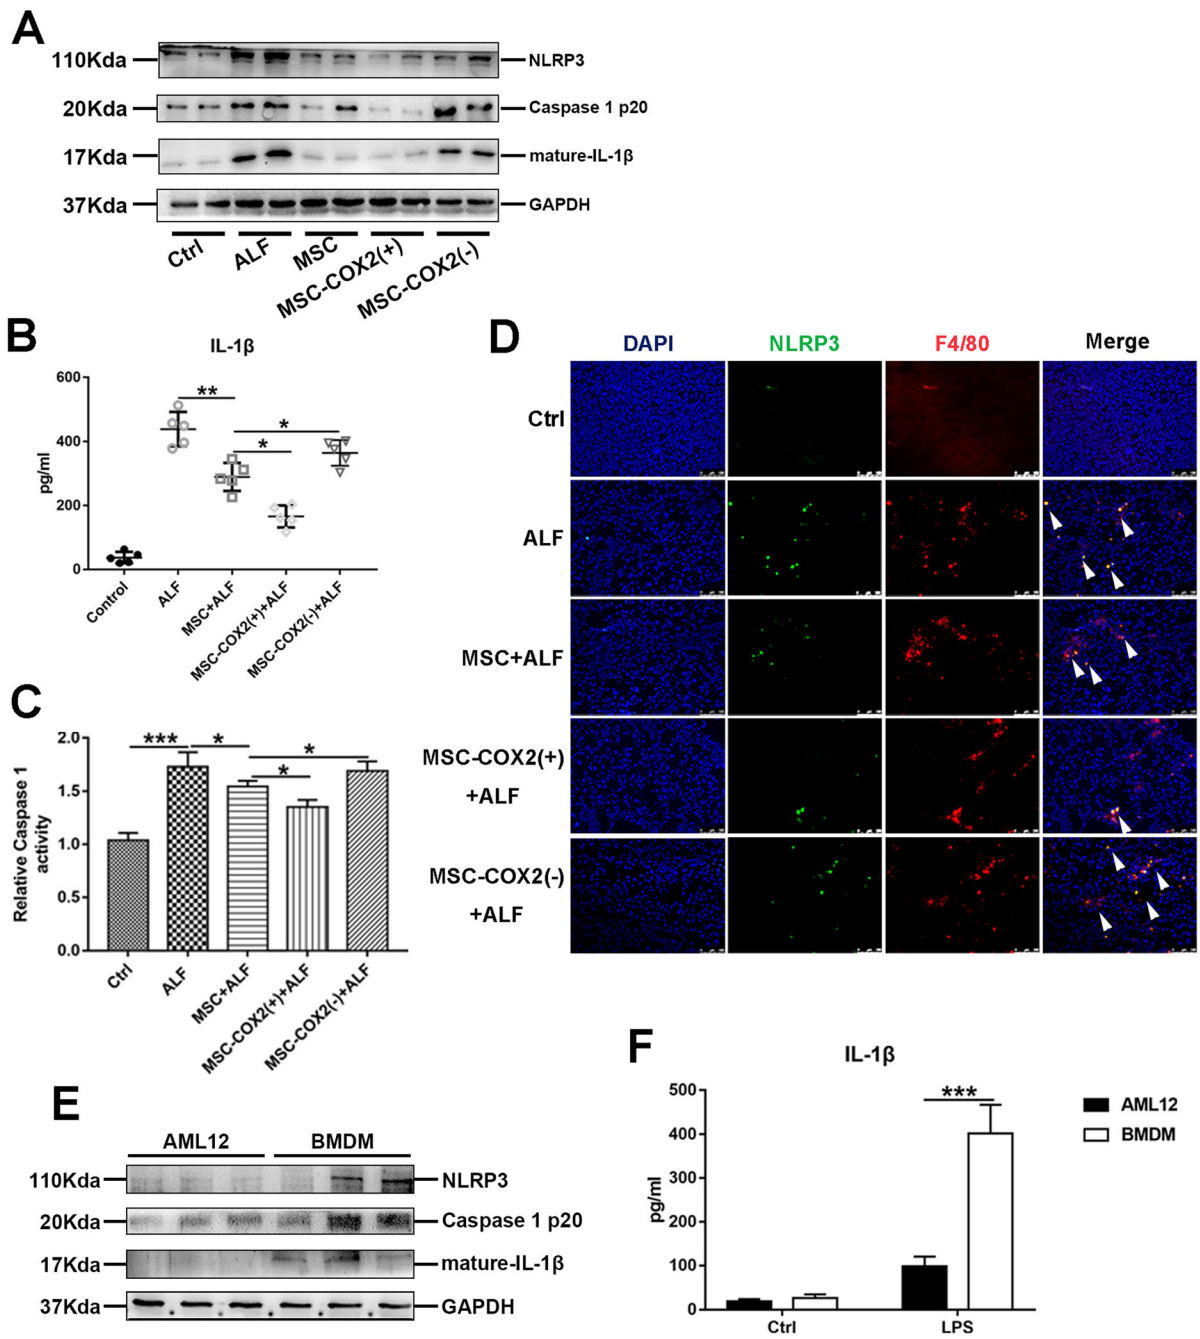 A
110Kda
NLRP3
20Kda
Caspase 1 p20
17Kda
mature-IL-1β
37Kda
GAPDH
Ctrl
ALF
MSC
MSC-COX2(+)
MSC-COX2(-)
B
IL-1β
pg/ml
600
400
200
0
**
*
*
Control
ALF
MSC+ALF
MSC-COX2(+)+ALF
MSC-COX2(-)+ALF
C
Relative Caspase 1
activity
2.0
1.5
1.0
0.5
0.0
***
*
*
*
Ctrl
ALF
MSC+ALF
MSC-COX2(+)+ALF
MSC-COX2(-)+ALF
D
DAPI
NLRP3
F4/80
Merge
Ctrl
ALF
MSC+ALF
MSC-COX2(+)
+ALF
MSC-COX2(-)
+ALF
E
AML12
BMDM
110Kda
NLRP3
20Kda
Caspase 1 p20
17Kda
mature-IL-1β
37Kda
GAPDH
F
IL-1β
pg/ml
500
400
300
200
100
0
***
Ctrl
LPS
AML12
BMDM